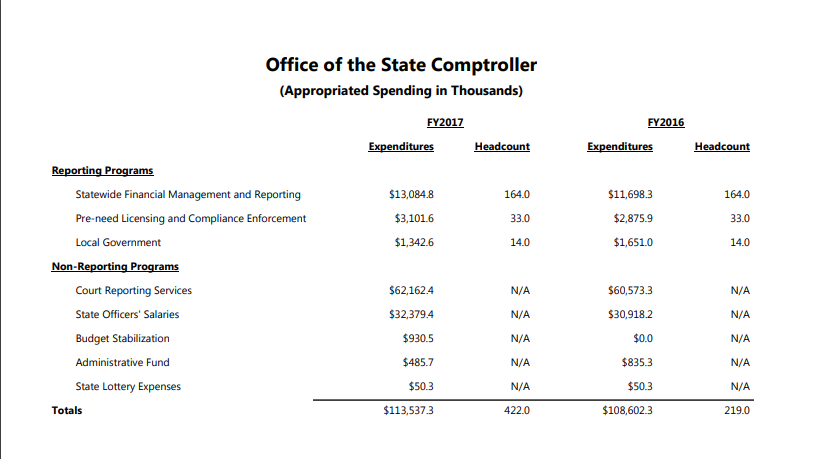 Office of the State Comptroller
(Appropriated Spending in Thousands)
FY2017 FY2016
Expenditures Headcount Expenditures Headcount
Reporting Programs
Statewide Financial Management and Reporting $13,084.8 164.0 $11,698.3 164.0
Pre-need Licensing and Compliance Enforcement $3,101.6 33.0 $2,875.9 33.0
Local Government $1,342.6 14.0 $1,651.0 14.0
Non-Reporting Programs
Court Reporting Services $62,162.4 N/A $60,573.3 N/A
State Officers' Salaries $32,379.4 N/A $30,918.2 N/A
Budget Stabilization $930.5 N/A $0.0 N/A
Administrative Fund $485.7 N/A $835.3 N/A
State Lottery Expenses $50.3 N/A $50.3 N/A
Totals $113,537.3 422.0 $108,602.3 219.0